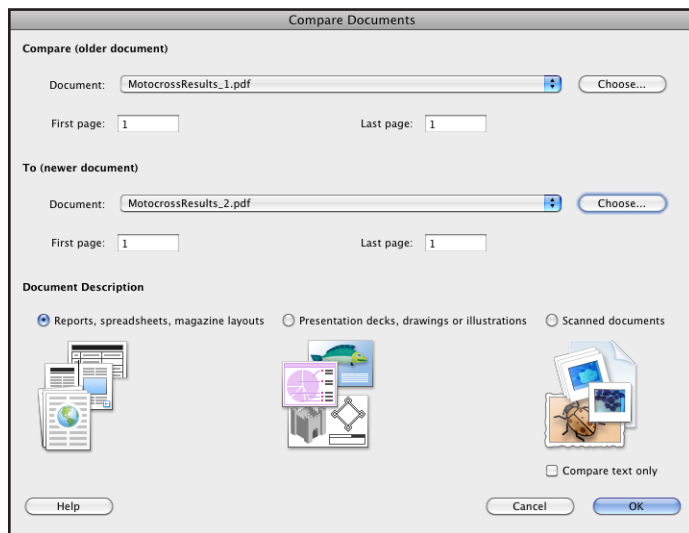 Compare Documents
Compare (older document)
Document: MotocrossResults_1.pdf Choose...
First page: 1 Last page: 1
To (newer document)
Document: MotocrossResults_2.pdf Choose...
First page: 1 Last page: 1
Document Description
Reports, spreadsheets, magazine layouts Presentation decks, drawings or illustrations Scanned documents
Compare text only
Help Cancel OK